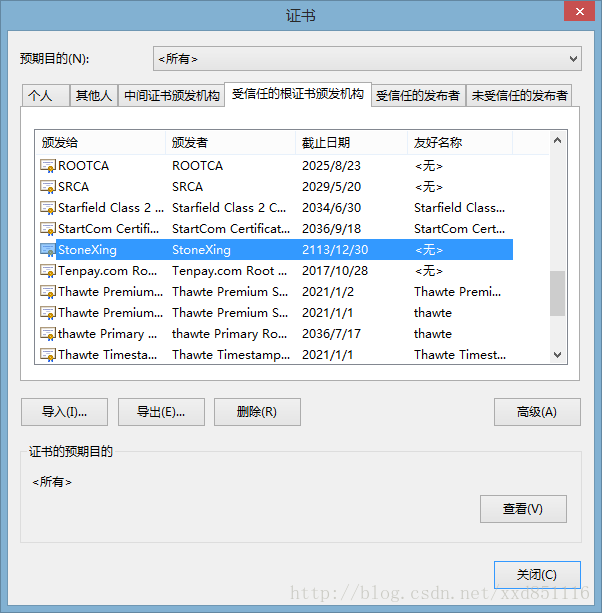 证书
预期目的(N): <所有>
个人 其他人 中间证书颁发机构 受信任的根证书颁发机构 受信任的发布者 未受信任的发布者
颁发给 颁发者 截止日期 友好名称
ROOTCA ROOTCA 2025/8/23 <无>
SRCA SRCA 2029/5/20 <无>
Starfield Class 2 ... Starfield Class 2 C... 2034/6/30 Starfield Class...
StartCom Certifi... StartCom Certificat... 2036/9/18 StartCom Cert...
StoneXing StoneXing 2113/12/30 <无>
Tenpay.com Ro... Tenpay.com Root ... 2017/10/28 <无>
Thawte Premium... Thawte Premium S... 2021/1/2 Thawte Premi...
Thawte Premium... Thawte Premium S... 2021/1/1 thawte
thawte Primary ... thawte Primary Ro... 2036/7/17 thawte
Thawte Timesta... Thawte Timestamp... 2021/1/1 Thawte Timest...
导入(I)... 导出(E)... 删除(R) 高级(A)
证书的预期目的
<所有>
查看(V)
关闭(C)
http://blog.csdn.net/xxd851116